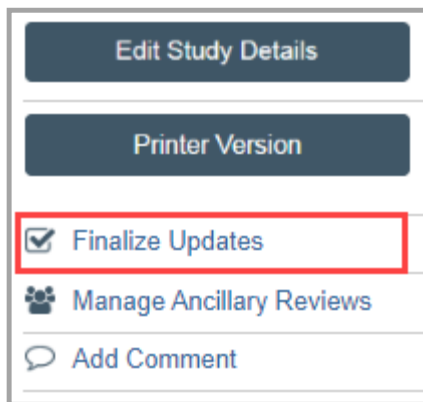 Edit Study Details
Printer Version
Finalize Updates
Manage Ancillary Reviews
Add Comment